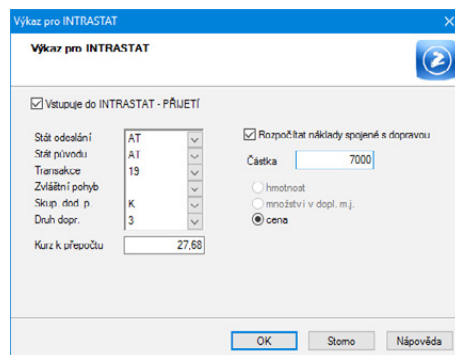 Výkaz pro INTRASTAT
Výkaz pro INTRASTAT
2
Vstupuje do INTRASTAT - PŘIJETÍ
Stát odeslání AT
Stát původu AT
Transakce 19
Zvláštní pohyb
Skup. dod. p. K
Druh dopr. 3
Kurz k přepočtu 27,68
Rozpočítat náklady spojené s dopravou
Částka 7000
hmotnost
množství v dopl. m.j.
cena
OK Storno Nápověda